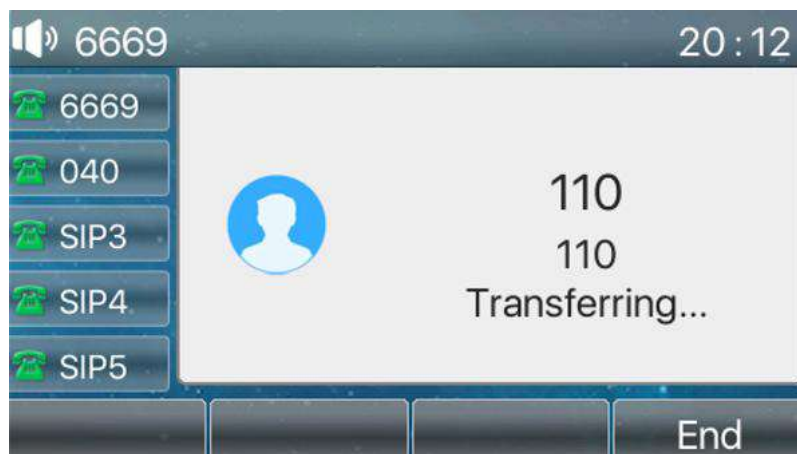 6669
20:12
6669
040
SIP3
SIP4
SIP5
110
110
Transferring...
End